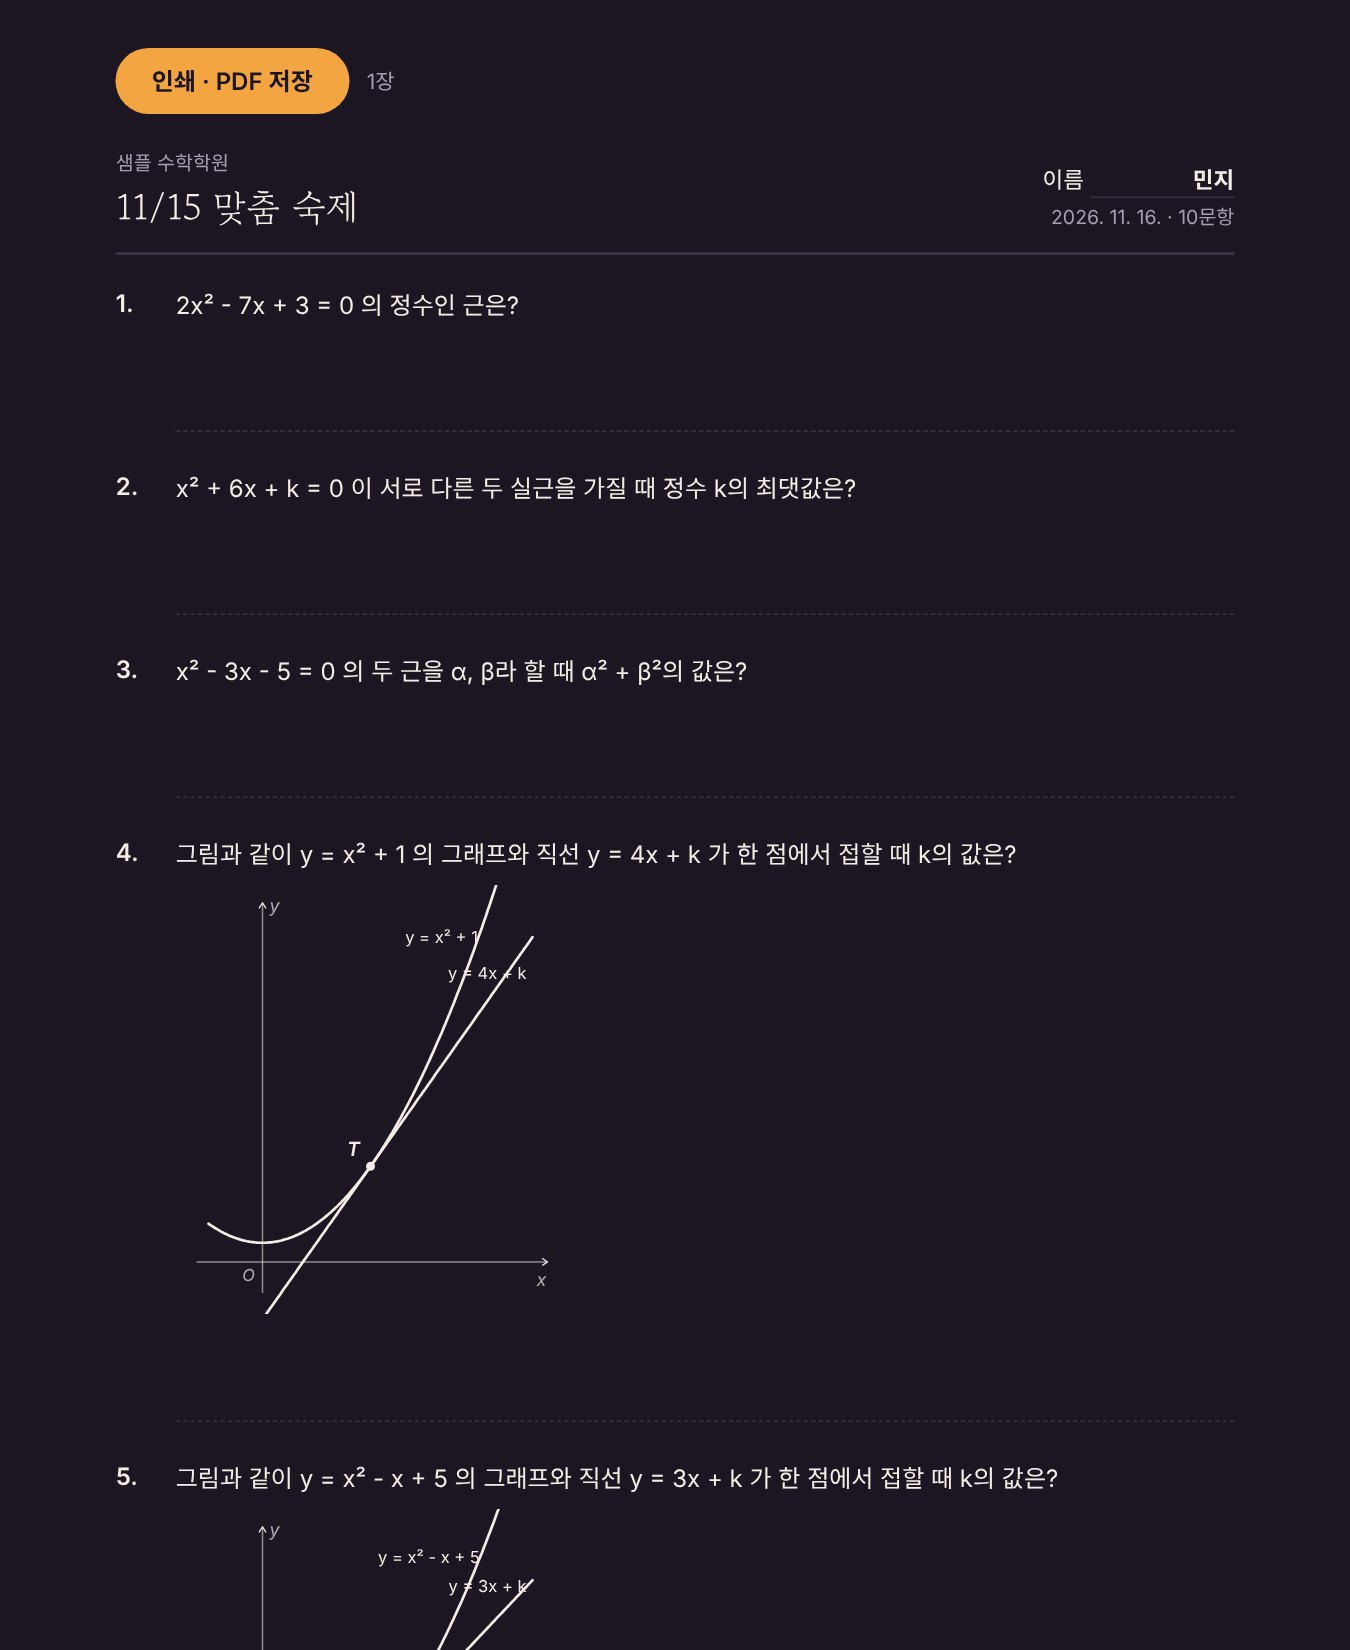 인쇄 · PDF 저장 1장
샘플 수학학원
11/15 맞춤 숙제
이름 민지
2026. 11. 16. · 10문항
1. 2x² - 7x + 3 = 0 의 정수인 근은?
2. x² + 6x + k = 0 이 서로 다른 두 실근을 가질 때 정수 k의 최댓값은?
3. x² - 3x - 5 = 0 의 두 근을 α, β라 할 때 α² + β²의 값은?
4. 그림과 같이 y = x² + 1 의 그래프와 직선 y = 4x + k 가 한 점에서 접할 때 k의 값은?
y
y = x² + 1
y = 4x + k
T
O
x
5. 그림과 같이 y = x² - x + 5 의 그래프와 직선 y = 3x + k 가 한 점에서 접할 때 k의 값은?
y
y = x² - x + 5
y = 3x + k